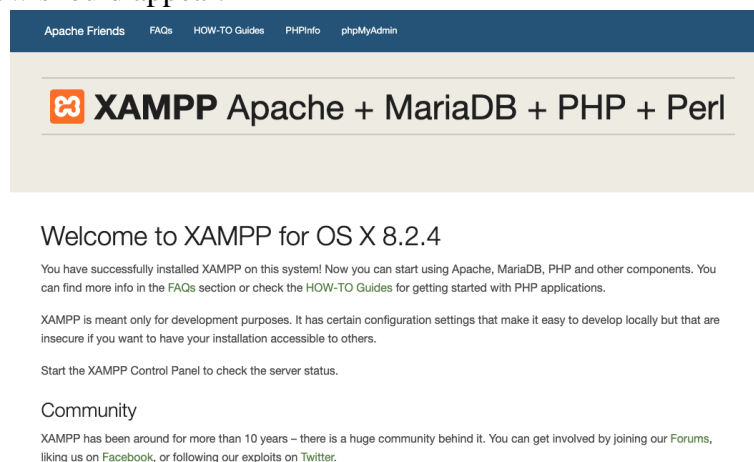 Apache Friends FAQs HOW-TO Guides PHPInfo phpMyAdmin
XAMPP Apache + MariaDB + PHP + Perl
Welcome to XAMPP for OS X 8.2.4
You have successfully installed XAMPP on this system! Now you can start using Apache, MariaDB, PHP and other components. You
can find more info in the FAQs section or check the HOW-TO Guides for getting started with PHP applications.
XAMPP is meant only for development purposes. It has certain configuration settings that make it easy to develop locally but that are
insecure if you want to have your installation accessible to others.
Start the XAMPP Control Panel to check the server status.
Community
XAMPP has been around for more than 10 years – there is a huge community behind it. You can get involved by joining our Forums,
liking us on Facebook, or following our exploits on Twitter.